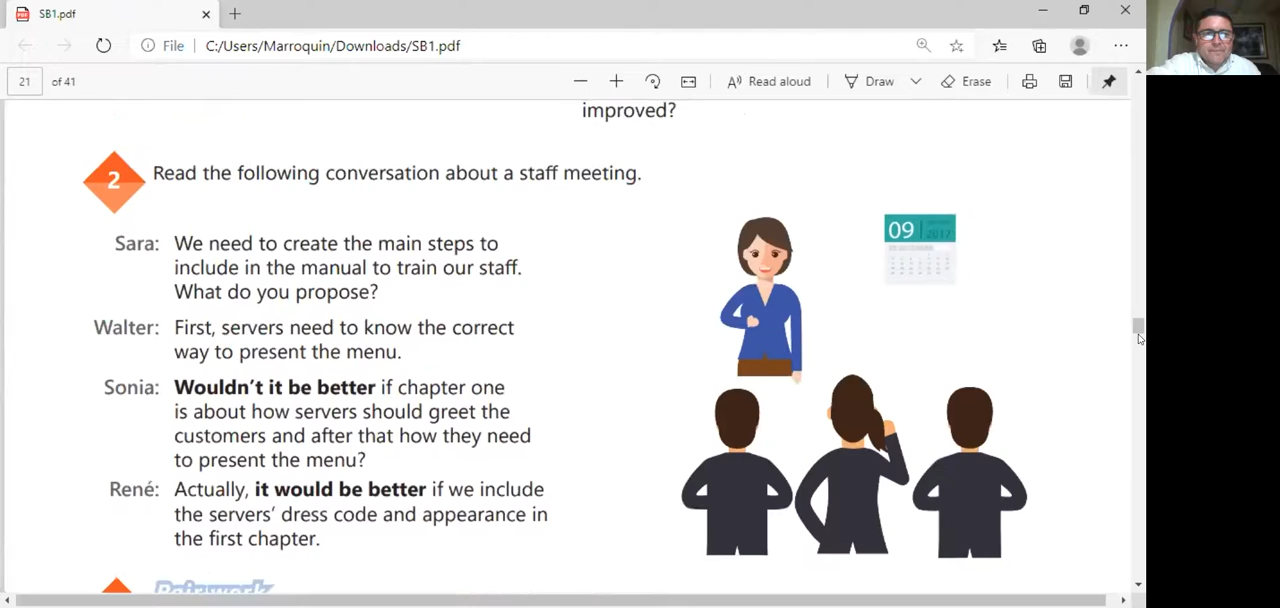 SB1.pdf
File C:/Users/Marroquin/Downloads/SB1.pdf
21 of 41 Read aloud Draw Erase
improved?
2 Read the following conversation about a staff meeting.
Sara: We need to create the main steps to
include in the manual to train our staff.
What do you propose?
Walter: First, servers need to know the correct
way to present the menu.
Sonia: Wouldn't it be better if chapter one
is about how servers should greet the
customers and after that how they need
to present the menu?
René: Actually, it would be better if we include
the servers' dress code and appearance in
the first chapter.
09
2017
Pair work